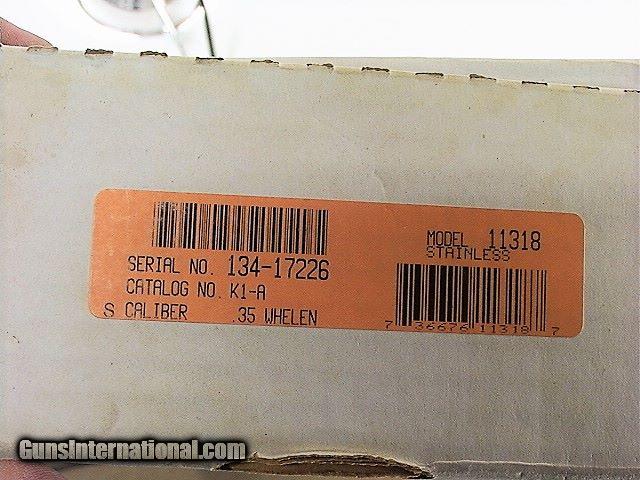 SERIAL NO. 134-17226
CATALOG NO. K1-A
S CALIBER .35 WHELEN
MODEL 11318
STAINLESS
7 36676 11318 7
GunsInternational.com